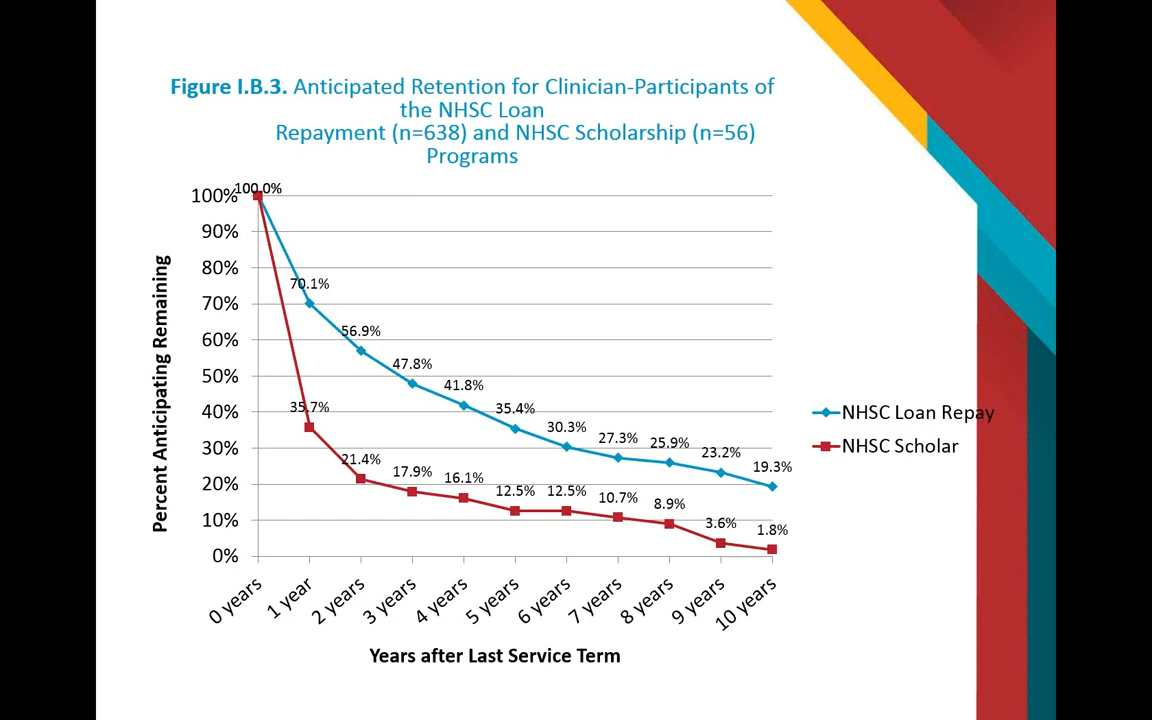 Figure I.B.3. Anticipated Retention for Clinician-Participants of
the NHSC Loan
Repayment (n=638) and NHSC Scholarship (n=56)
Programs
Percent Anticipating Remaining
100%
90%
80%
70%
60%
50%
40%
30%
20%
10%
0%
100.0%
70.1%
56.9%
47.8%
41.8%
35.4%
30.3%
27.3%
25.9%
23.2%
19.3%
35.7%
21.4%
17.9%
16.1%
12.5%
12.5%
10.7%
8.9%
3.6%
1.8%
0 years
1 year
2 years
3 years
4 years
5 years
6 years
7 years
8 years
9 years
10 years
Years after Last Service Term
NHSC Loan Repay
NHSC Scholar